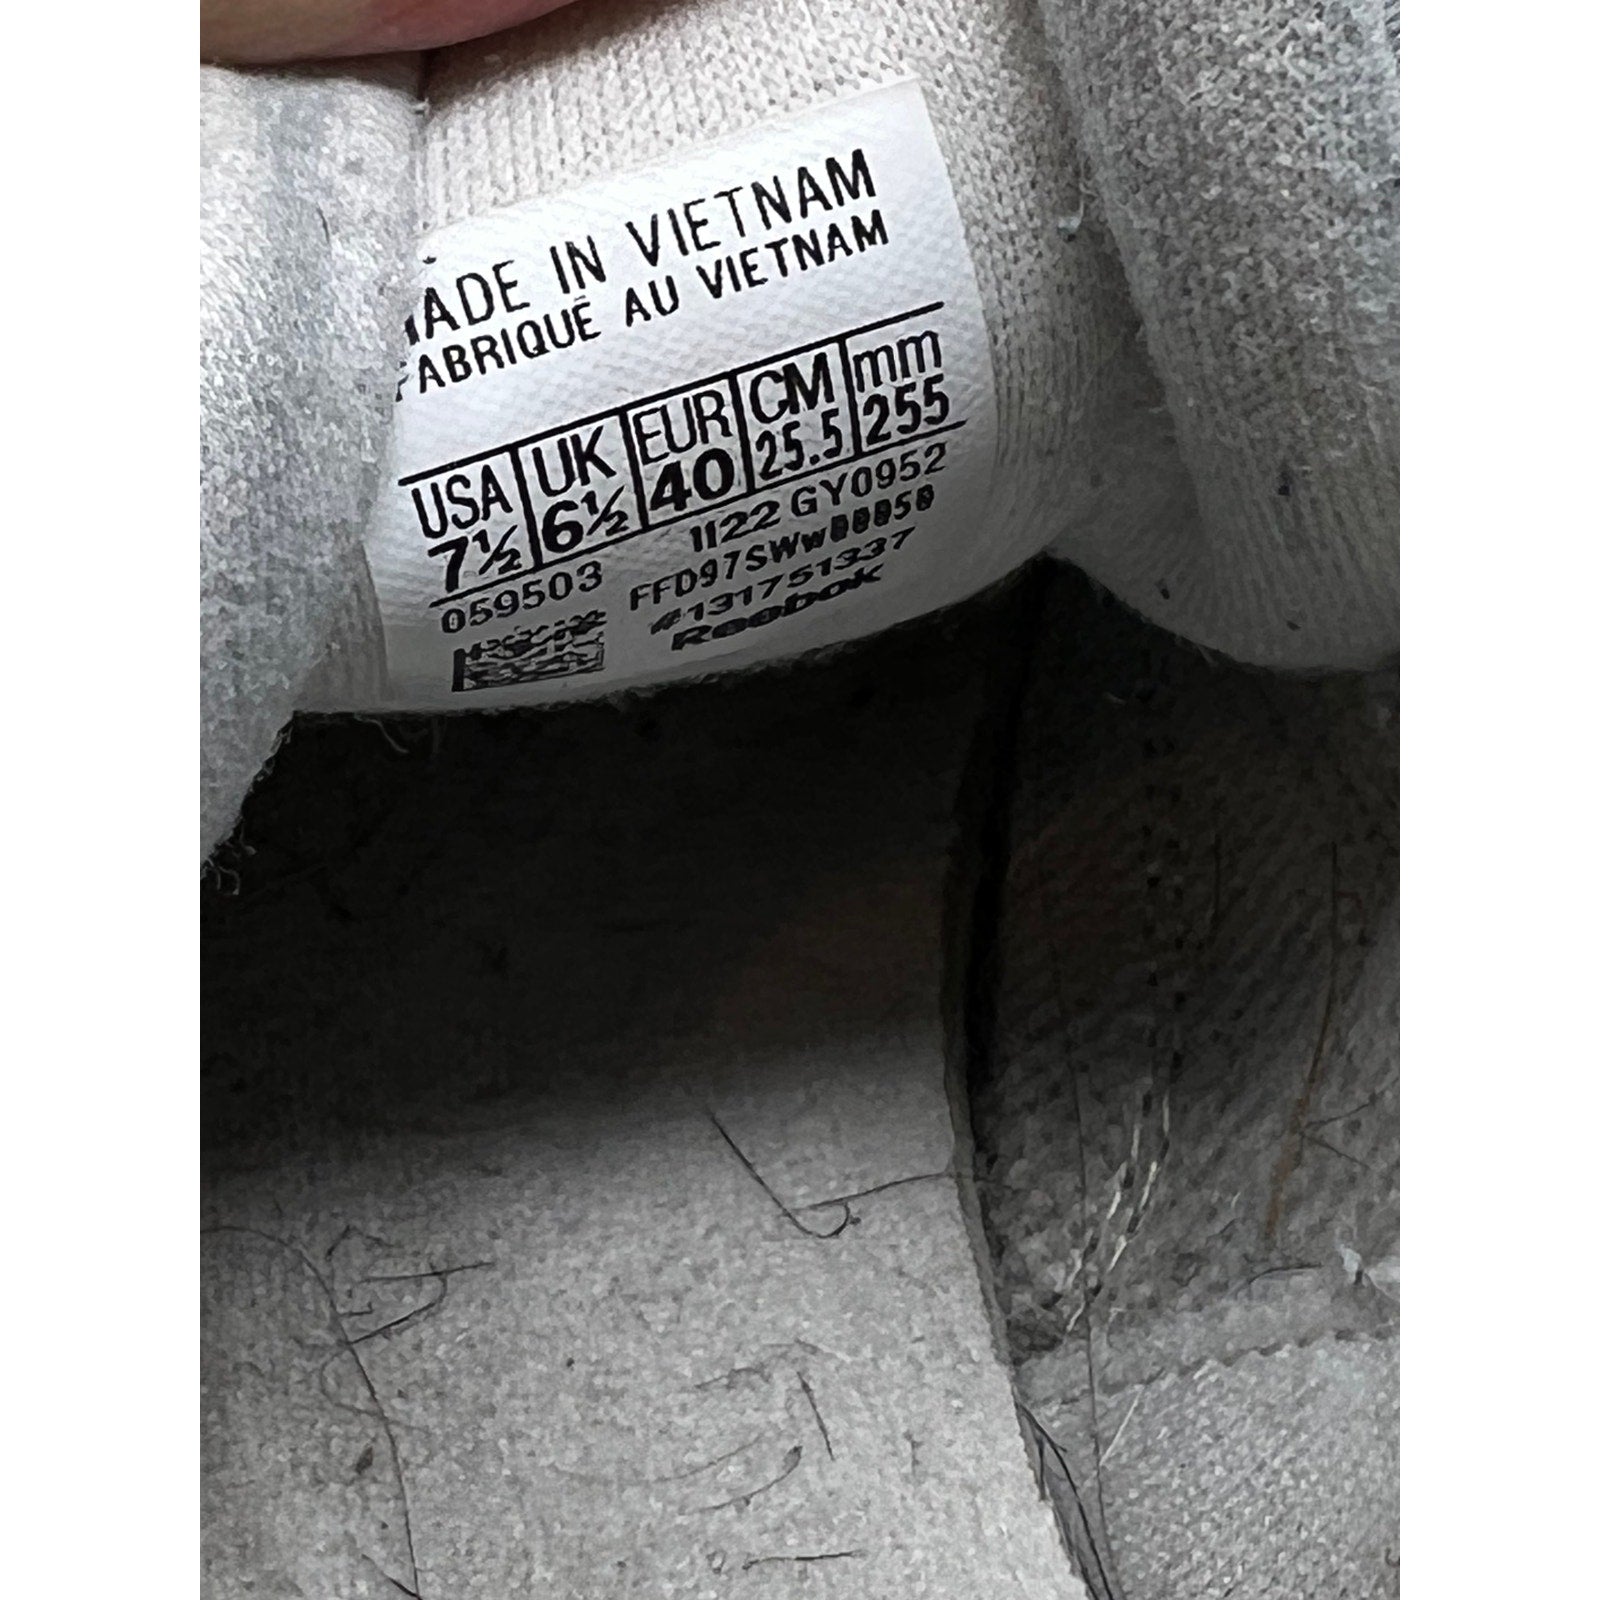 MADE IN VIETNAM
FABRIQUÉ AU VIETNAM
USA UK EUR CM mm
7½ 6½ 40 25.5 255
059503 1122 GY0952
#131751337
Reebok